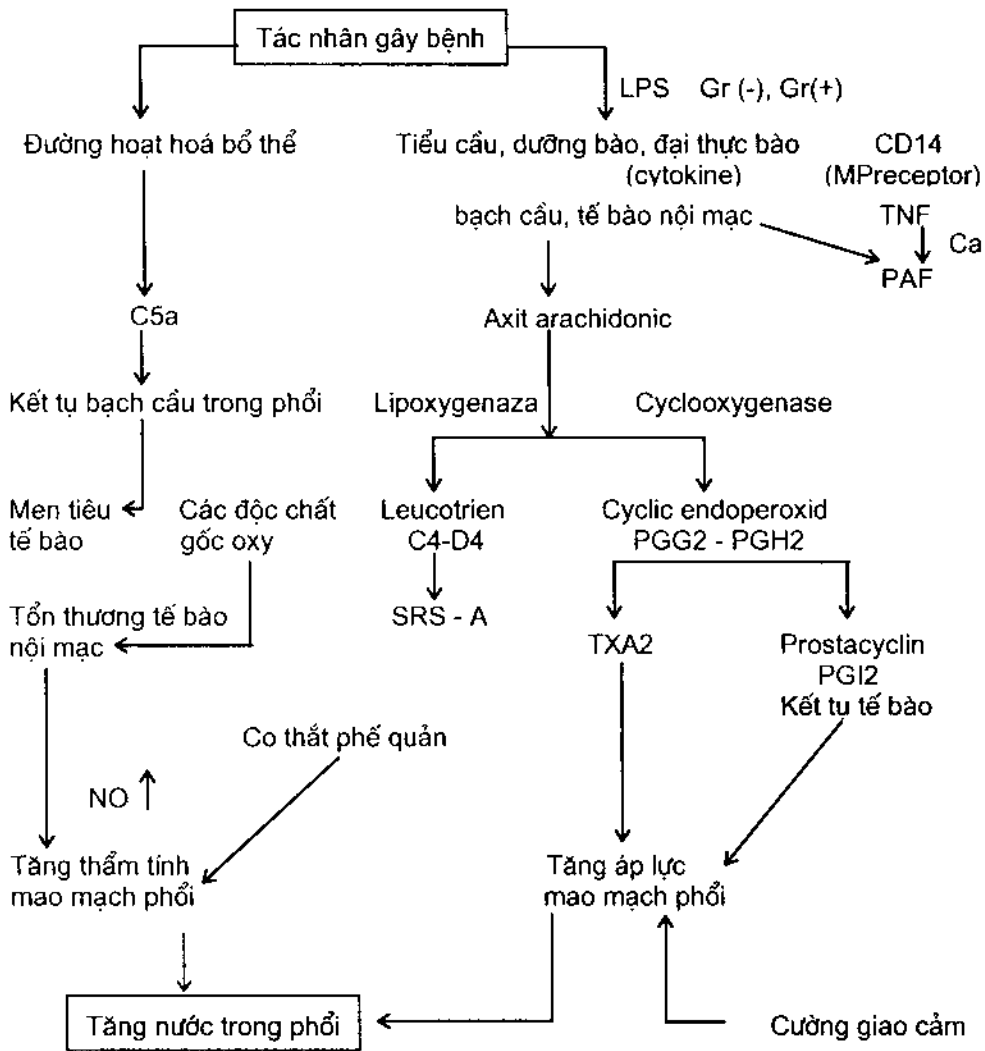 Tác nhân gây bệnh
LPS Gr (-), Gr(+)
Đường hoạt hoá bổ thể
Tiểu cầu, dưỡng bào, đại thực bào
(cytokine)
CD14
(MPreceptor)
bạch cầu, tế bào nội mạc
TNF
Ca
PAF
C5a
Axit arachidonic
Kết tụ bạch cầu trong phổi
Lipoxygenaza
Cyclooxygenase
Men tiêu
tế bào
Các độc chất
gốc oxy
Leucotrien
C4-D4
Cyclic endoperoxid
PGG2 - PGH2
Tổn thương tế bào
nội mạc
SRS - A
TXA2
Prostacyclin
PGI2
Kết tụ tế bào
Co thắt phế quản
NO
Tăng thẩm tính
mao mạch phổi
Tăng áp lực
mao mạch phổi
Tăng nước trong phổi
Cường giao cảm